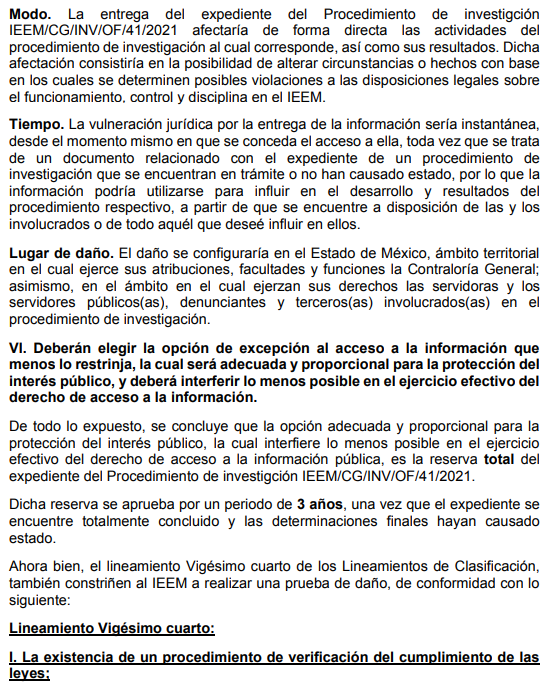 Modo. La entrega del expediente del Procedimiento de investigción
IEEM/CG/INV/OF/41/2021 afectaría de forma directa las actividades del
procedimiento de investigación al cual corresponde, así como sus resultados. Dicha
afectación consistiría en la posibilidad de alterar circunstancias o hechos con base
en los cuales se determinen posibles violaciones a las disposiciones legales sobre
el funcionamiento, control y disciplina en el IEEM.
Tiempo. La vulneración jurídica por la entrega de la información sería instantánea,
desde el momento mismo en que se conceda el acceso a ella, toda vez que se trata
de un documento relacionado con el expediente de un procedimiento de
investigación que se encuentran en trámite o no han causado estado, por lo que la
información podría utilizarse para influir en el desarrollo y resultados del
procedimiento respectivo, a partir de que se encuentre a disposición de las y los
involucrados o de todo aquél que deseé influir en ellos.
Lugar de daño. El daño se configuraría en el Estado de México, ámbito territorial
en el cual ejerce sus atribuciones, facultades y funciones la Contraloría General;
asimismo, en el ámbito en el cual ejerzan sus derechos las servidoras y los
servidores públicos(as), denunciantes y terceros(as) involucrados(as) en el
procedimiento de investigación.
VI. Deberán elegir la opción de excepción al acceso a la información que
menos lo restrinja, la cual será adecuada y proporcional para la protección del
interés público, y deberá interferir lo menos posible en el ejercicio efectivo del
derecho de acceso a la información.
De todo lo expuesto, se concluye que la opción adecuada y proporcional para la
protección del interés público, la cual interfiere lo menos posible en el ejercicio
efectivo del derecho de acceso a la información pública, es la reserva total del
expediente del Procedimiento de investigción IEEM/CG/INV/OF/41/2021.
Dicha reserva se aprueba por un periodo de 3 años, una vez que el expediente se
encuentre totalmente concluido y las determinaciones finales hayan causado
estado.
Ahora bien, el lineamiento Vigésimo cuarto de los Lineamientos de Clasificación,
también constriñen al IEEM a realizar una prueba de daño, de conformidad con lo
siguiente:
Lineamiento Vigésimo cuarto:
I. La existencia de un procedimiento de verificación del cumplimiento de las
leyes;